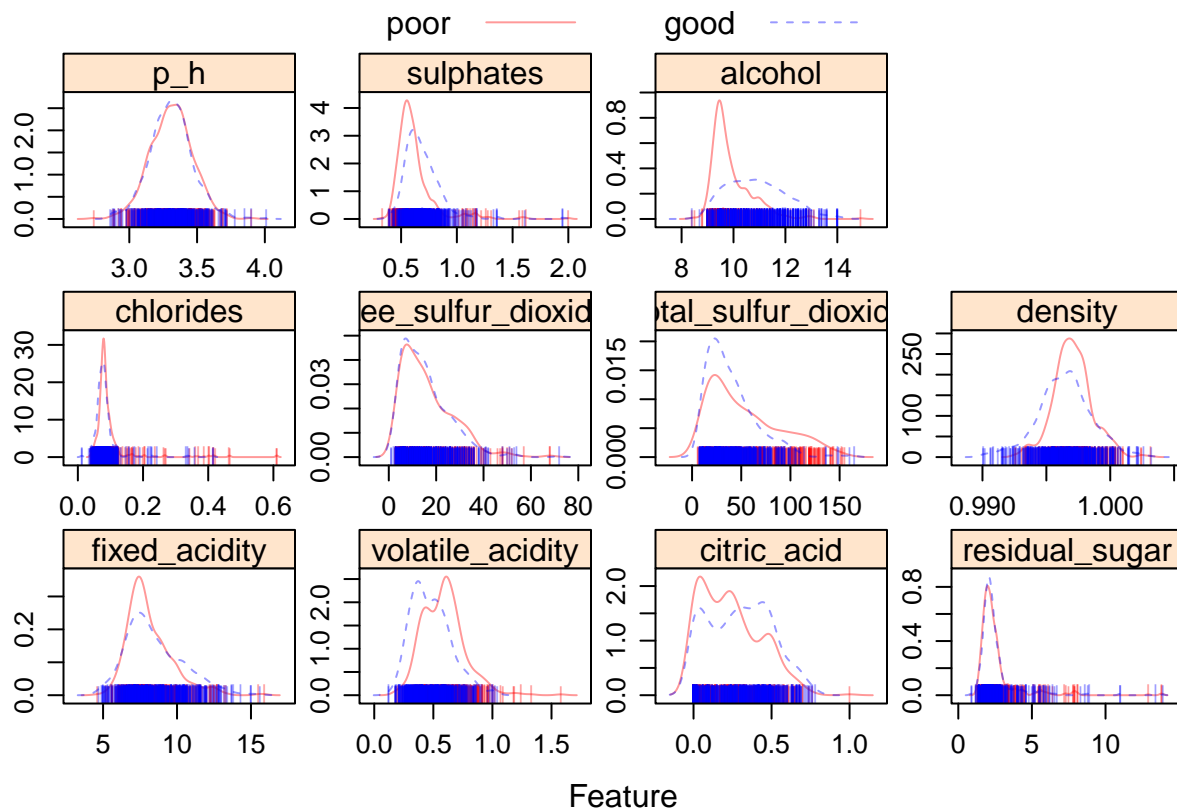 poor good
p_h sulphates alcohol
0.0 1.0 2.0
0 1 2 3 4
0.0 0.4 0.8
3.0 3.5 4.0
0.5 1.0 1.5 2.0
8 10 12 14
chlorides ee_sulfur_dioxid otal_sulfur_dioxic density
0 10 20 30
0.00 0.03
0.000 0.015
0 100 250
0.0 0.2 0.4 0.6
0 20 40 60 80
0 50 100 150
0.990 1.000
fixed_acidity volatile_acidity citric_acid residual_sugar
0.0 0.2
0.0 1.0 2.0
0.0 1.0 2.0
0.0 0.4 0.8
5 10 15
0.0 0.5 1.0 1.5
0.0 0.5 1.0
0 5 10
Feature